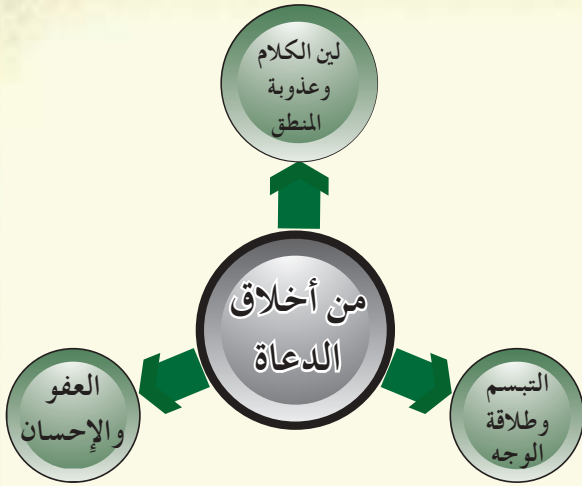 لين الكلام
وعذوبة
المنطق
من أخلاق
الدعاة
التبسم
وطلاقة
الوجه
العفو
والإحسان